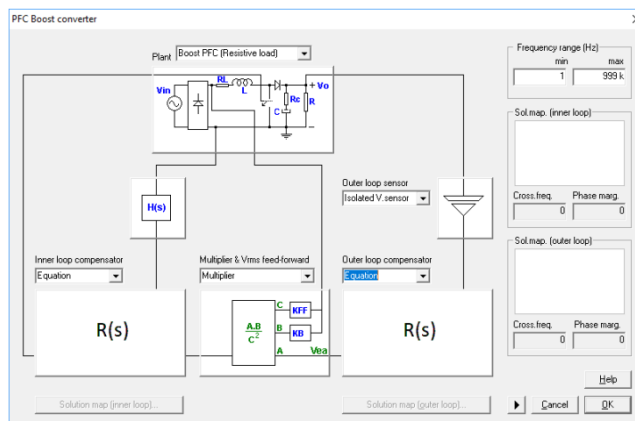 PFC Boost converter
Plant
Boost PFC (Resistive load)
RL
L
+ Vo
Vin
Rc
R
C
–
H(s)
Outer loop sensor
Isolated V.sensor
Inner loop compensator
Equation
Multiplier & Vrms feed-forward
Multiplier
Outer loop compensator
Equation
R(s)
A.B
C²
C
KFF
B
KB
A
Vea
R(s)
Solution map (inner loop)...
Solution map (outer loop)...
Frequency range (Hz)
min
max
1
999 k
Sol.map. (inner loop)
Cross.freq.
Phase marg.
0
0
Sol.map. (outer loop)
Cross.freq.
Phase marg.
0
0
Help
Cancel
OK